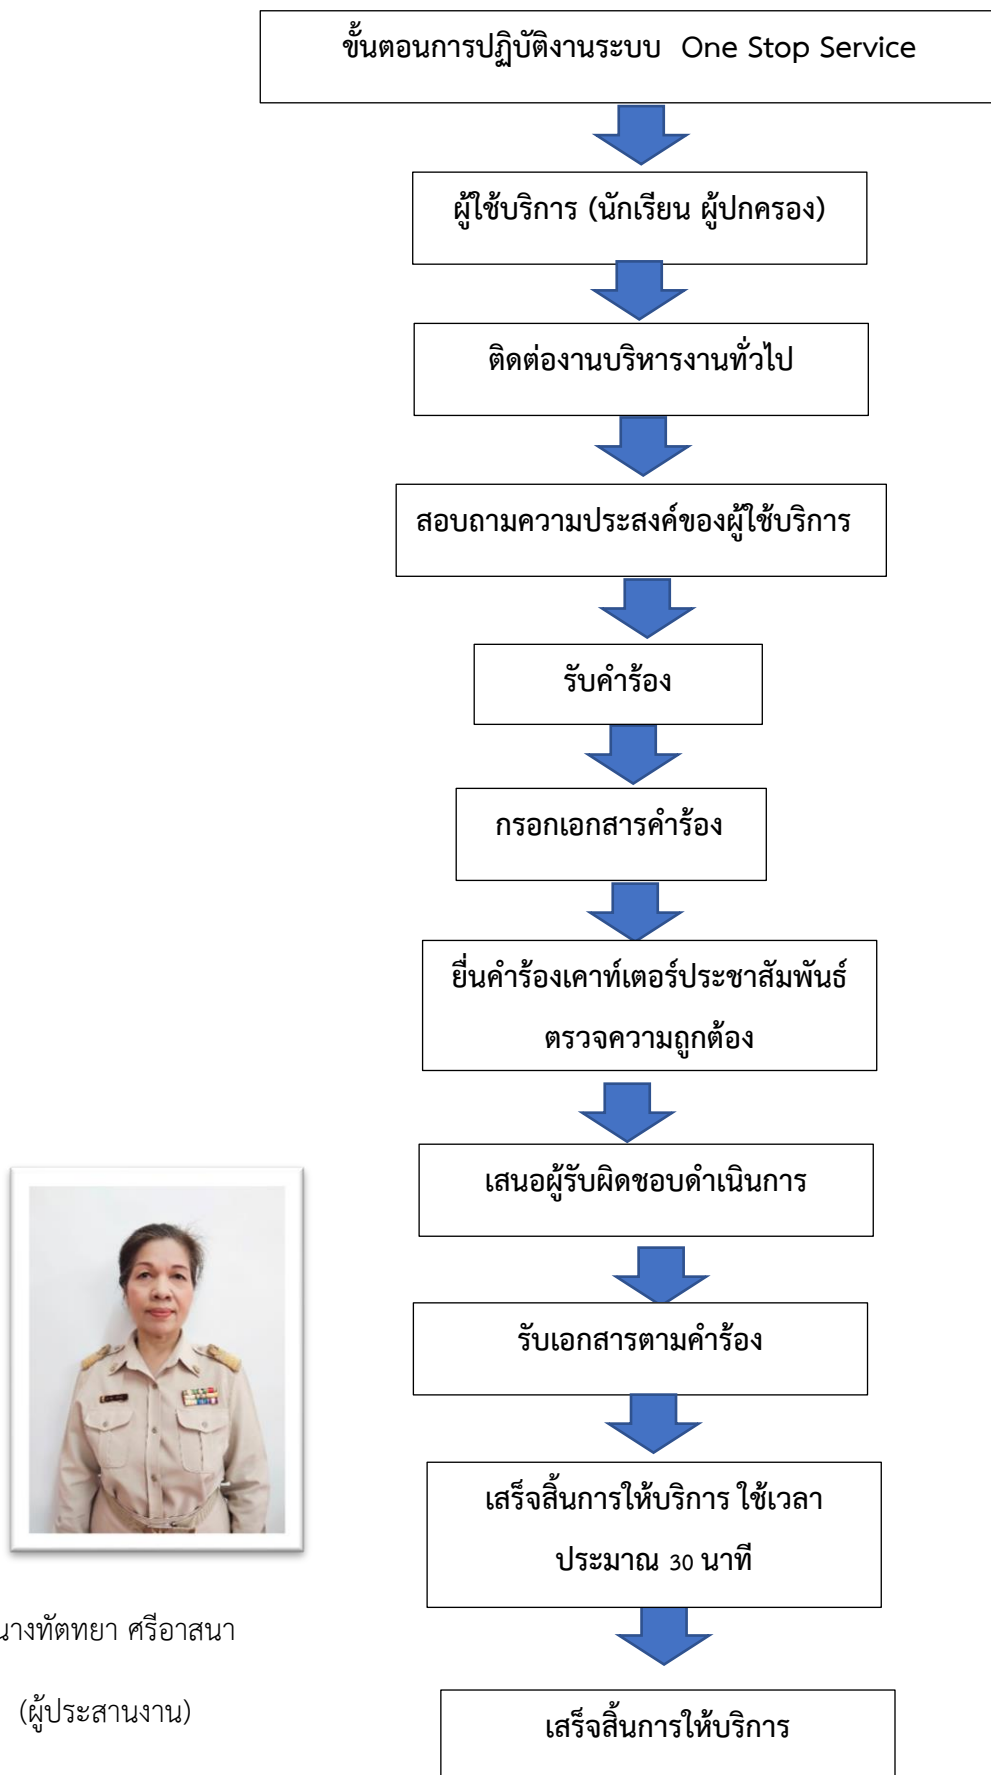 ขั้นตอนการปฏิบัติงานระบบ One Stop Service
ผู้ใช้บริการ (นักเรียน ผู้ปกครอง)
ติดต่องานบริหารงานทั่วไป
สอบถามความประสงค์ของผู้ใช้บริการ
รับคำร้อง
กรอกเอกสารคำร้อง
ยื่นคำร้องเคาท์เตอร์ประชาสัมพันธ์
ตรวจความถูกต้อง
เสนอผู้รับผิดชอบดำเนินการ
รับเอกสารตามคำร้อง
เสร็จสิ้นการให้บริการ ใช้เวลา
ประมาณ 30 นาที
เสร็จสิ้นการให้บริการ
นางทัตทยา ศรีอาสนา
(ผู้ประสานงาน)